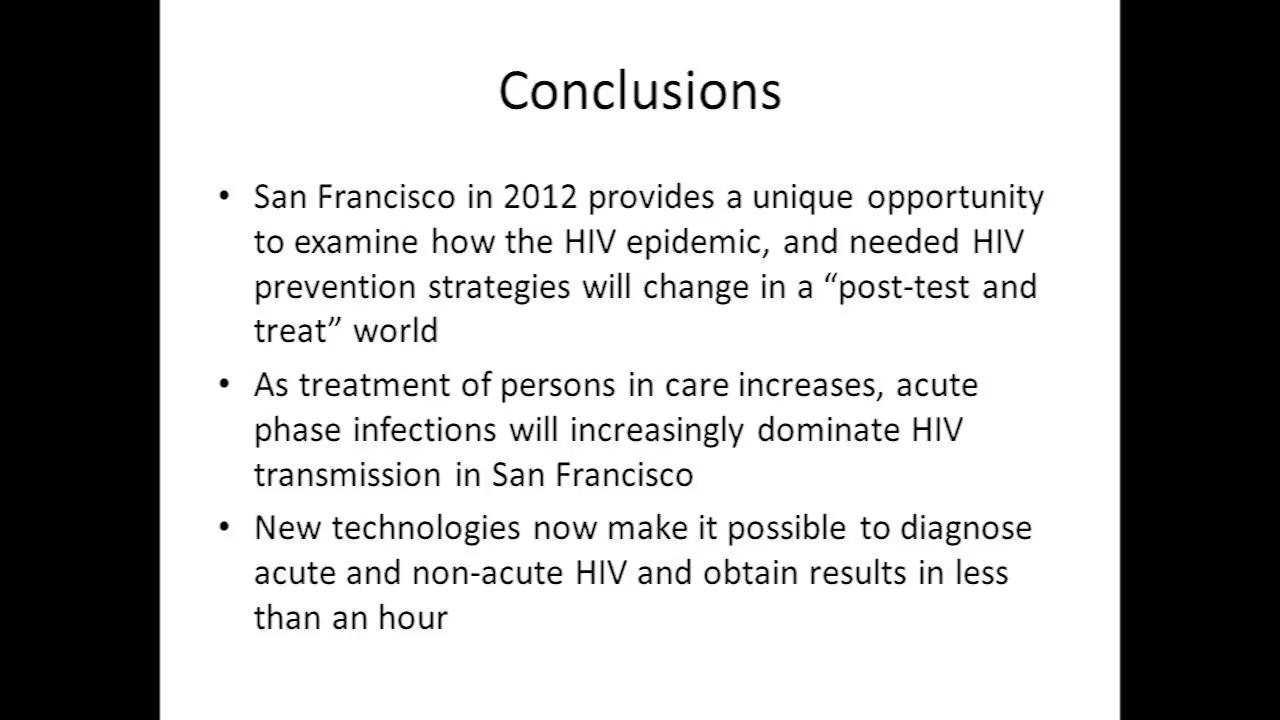 Conclusions
• San Francisco in 2012 provides a unique opportunity
to examine how the HIV epidemic, and needed HIV
prevention strategies will change in a “post-test and
treat” world
• As treatment of persons in care increases, acute
phase infections will increasingly dominate HIV
transmission in San Francisco
• New technologies now make it possible to diagnose
acute and non-acute HIV and obtain results in less
than an hour